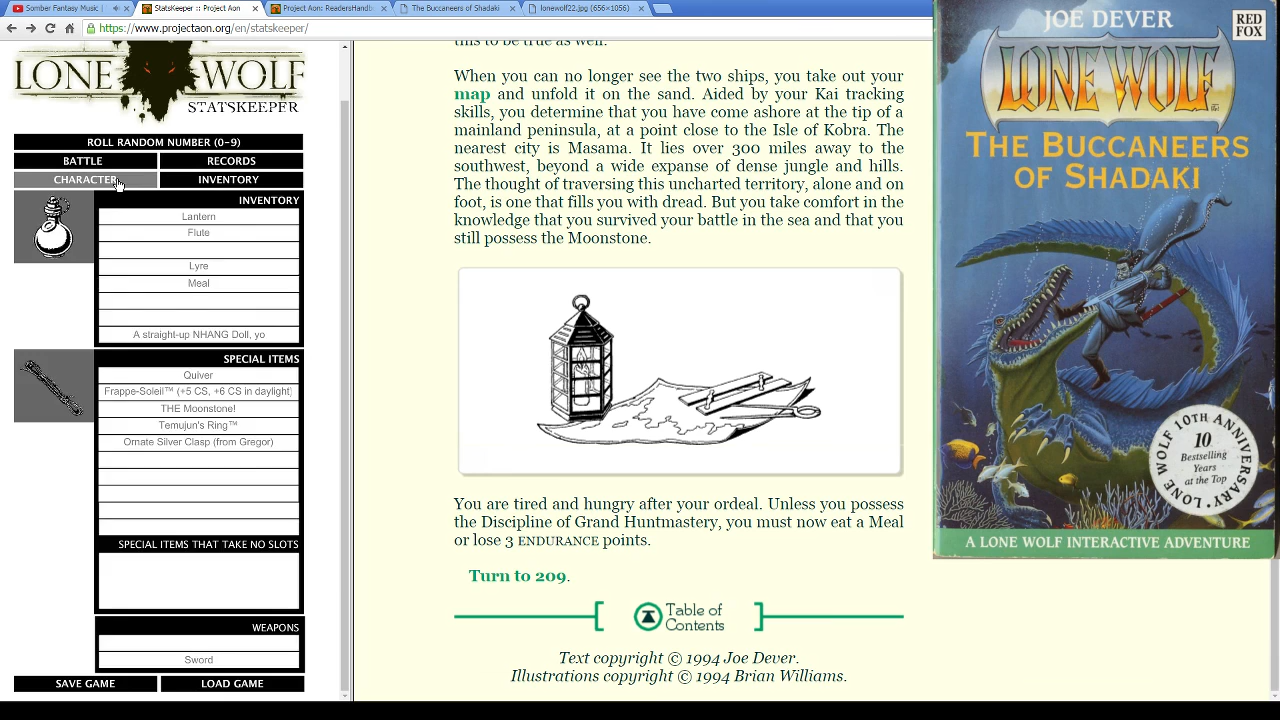 Somber Fantasy Music |
StatsKeeper :: Project Aon
Project Aon: ReadersHandb
The Buccaneers of Shadaki
lonewolf22.jpg (656×1056)
https://www.projectaon.org/en/statskeeper/
LONE WOLF
STATSKEEPER
ROLL RANDOM NUMBER (0-9)
BATTLE
RECORDS
CHARACTER
INVENTORY
INVENTORY
Lantern
Flute
Lyre
Meal
A straight-up NHANG Doll, yo
SPECIAL ITEMS
Quiver
Frappe-Soleil™ (+5 CS, +6 CS in daylight)
THE Moonstone!
Temujun's Ring™
Ornate Silver Clasp (from Gregor)
SPECIAL ITEMS THAT TAKE NO SLOTS
WEAPONS
Sword
SAVE GAME
LOAD GAME
this to be true as well.
When you can no longer see the two ships, you take out your
map and unfold it on the sand. Aided by your Kai tracking
skills, you determine that you have come ashore at the tip of a
mainland peninsula, at a point close to the Isle of Kobra. The
nearest city is Masama. It lies over 300 miles away to the
southwest, beyond a wide expanse of dense jungle and hills.
The thought of traversing this uncharted territory, alone and on
foot, is one that fills you with dread. But you take comfort in the
knowledge that you survived your battle in the sea and that you
still possess the Moonstone.
You are tired and hungry after your ordeal. Unless you possess
the Discipline of Grand Huntmastery, you must now eat a Meal
or lose 3 ENDURANCE points.
Turn to 209.
Table of
Contents
Text copyright © 1994 Joe Dever.
Illustrations copyright © 1994 Brian Williams.
JOE DEVER
RED
FOX
LONE WOLF
THE BUCCANEERS
OF SHADAKI
LONE WOLF 10TH ANNIVERSARY
10
Bestselling
Years
at the Top
A LONE WOLF INTERACTIVE ADVENTURE